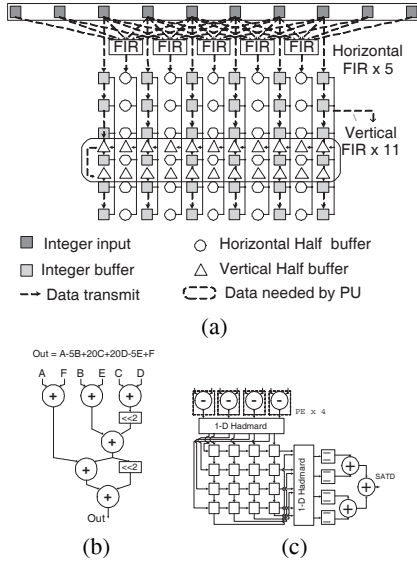 FIR FIR FIR FIR FIR
Horizontal
FIR x 5
Vertical
FIR x 11
Integer input
Horizontal Half buffer
Integer buffer
Vertical Half buffer
Data transmit
Data needed by PU
(a)
Out = A-5B+20C+20D-5E+F
A F B E C D
+ + +
<<2
+
+ <<2
+
Out
(b)
- - - -
PE x 4
1-D Hadmard
1-D Hadmard
+
+
+
SATD
(c)